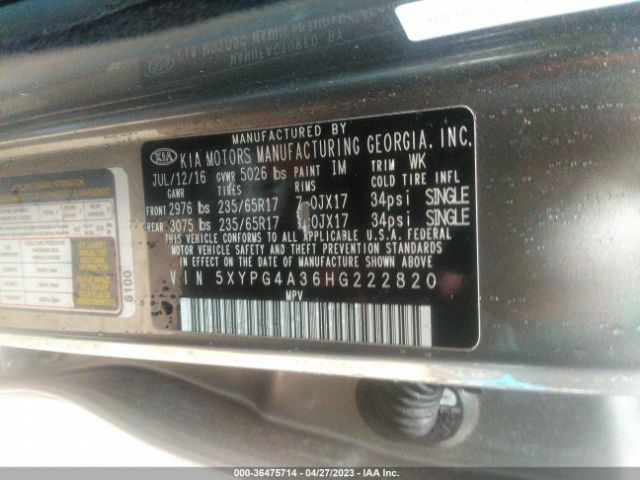 MANUFACTURED BY
KIA KIA MOTORS MANUFACTURING GEORGIA, INC.
JUL/12/16 GVWR 5026 lbs PAINT IM TRIM WK
GAWR TIRES RIMS COLD TIRE INFL
FRONT 2976 lbs 235/65R17 7.0JX17 34psi SINGLE
REAR 3075 lbs 235/65R17 0JX17 34psi SINGLE
THIS VEHICLE CONFORMS TO ALL APPLICABLE U.S.A. FEDERAL
MOTOR VEHICLE SAFETY AND THEFT PREVENTION STANDARDS
IN EFFECT ON THE DATE OF MANUFACTURE SHOWN ABOVE
VIN 5XYPG4A36HG222820
MPV
6100
000-36475714 - 04/27/2023 - IAA Inc.